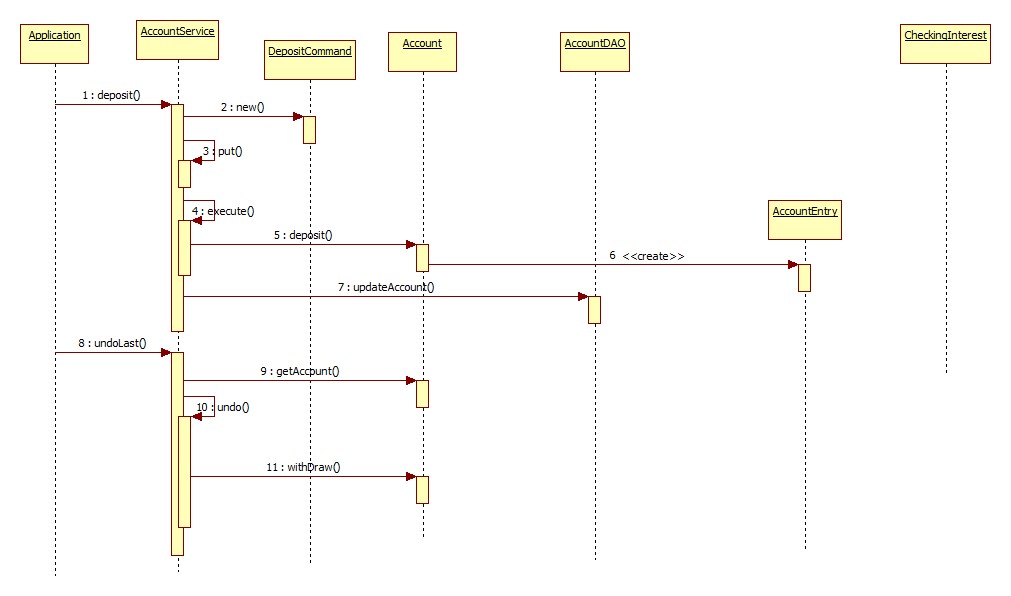 Application
AccountService
DepositCommand
Account
AccountDAO
CheckingInterest
1 : deposit()
2 : new()
3 : put()
4 : execute()
AccountEntry
5 : deposit()
6 <<create>>
7 : updateAccount()
8 : undoLast()
9 : getAccount()
10 : undo()
11 : withDraw()